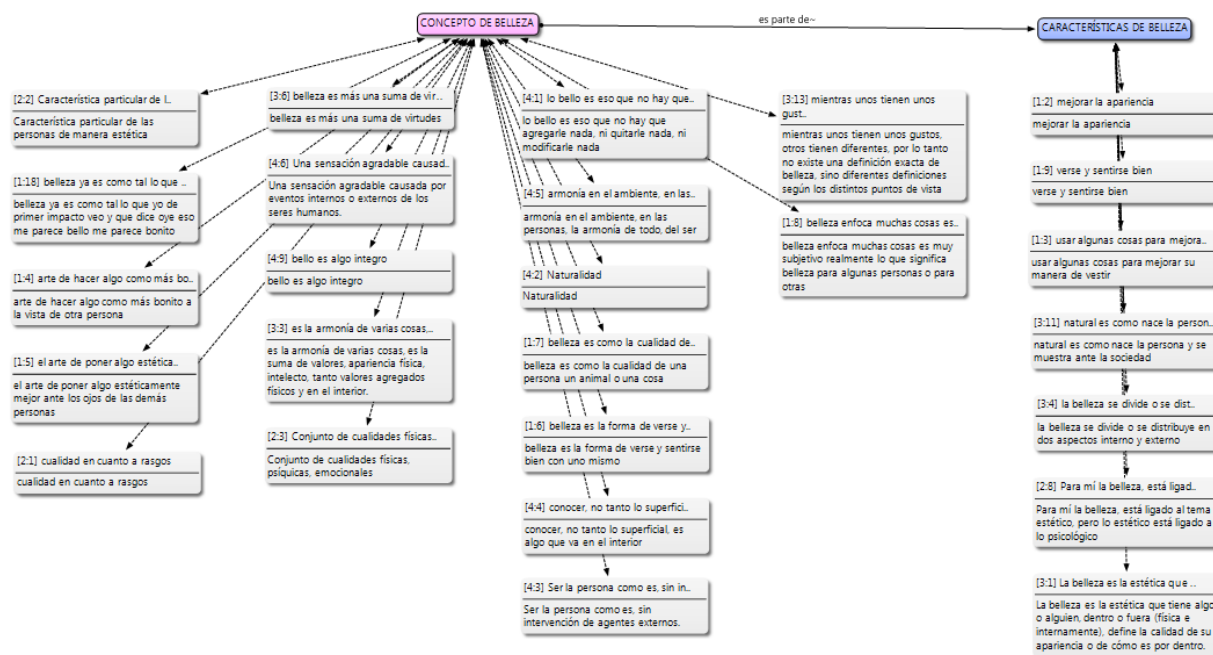 CONCEPTO DE BELLEZA
es parte de~
CARACTERÍSTICAS DE BELLEZA
[2:2] Característica particular de l..
Característica particular de las
personas de manera estética
[1:18] belleza ya es como tal lo que ..
belleza ya es como tal lo que yo de
primer impacto veo y que dice oye eso
me parece bello me parece bonito
[1:4] arte de hacer algo como más bo..
arte de hacer algo como más bonito a
la vista de otra persona
[1:5] el arte de poner algo estética..
el arte de poner algo estéticamente
mejor ante los ojos de las demás
personas
[2:1] cualidad en cuanto a rasgos
cualidad en cuanto a rasgos
[3:6] belleza es más una suma de vir..
belleza es más una suma de virtudes
[4:6] Una sensación agradable causad..
Una sensación agradable causada por
eventos internos o externos de los
seres humanos.
[4:9] bello es algo integro
bello es algo integro
[3:3] es la armonía de varias cosas,..
es la armonía de varias cosas, es la
suma de valores, apariencia física,
intelecto, tanto valores agregados
físicos y en el interior.
[2:3] Conjunto de cualidades físicas..
Conjunto de cualidades físicas,
psíquicas, emocionales
[4:1] lo bello es eso que no hay que..
lo bello es eso que no hay que
agregarle nada, ni quitarle nada, ni
modificarle nada
[4:5] armonía en el ambiente, en las..
armonía en el ambiente, en las
personas, la armonía de todo, del ser
[4:2] Naturalidad
Naturalidad
[1:7] belleza es como la cualidad de..
belleza es como la cualidad de una
persona un animal o una cosa
[1:6] belleza es la forma de verse y..
belleza es la forma de verse y sentirse
bien con uno mismo
[4:4] conocer, no tanto lo superfici..
conocer, no tanto lo superficial, es
algo que va en el interior
[4:3] Ser la persona como es, sin in..
Ser la persona como es, sin
intervención de agentes externos.
[3:13] mientras unos tienen unos
gust..
mientras unos tienen unos gustos,
otros tienen diferentes, por lo tanto
no existe una definición exacta de
belleza, sino diferentes definiciones
según los distintos puntos de vista
[1:8] belleza enfoca muchas cosas es..
belleza enfoca muchas cosas es muy
subjetivo realmente lo que significa
belleza para algunas personas o para
otras
[1:2] mejorar la apariencia
mejorar la apariencia
[1:9] verse y sentirse bien
verse y sentirse bien
[1:3] usar algunas cosas para mejora..
usar algunas cosas para mejorar su
manera de vestir
[3:11] natural es como nace la person..
natural es como nace la persona y se
muestra ante la sociedad
[3:4] la belleza se divide o se dist..
la belleza se divide o se distribuye en
dos aspectos interno y externo
[2:8] Para mí la belleza, está ligad..
Para mí la belleza, está ligado al tema
estético, pero lo estético está ligado a
lo psicológico
[3:1] La belleza es la estética que ..
La belleza es la estética que tiene algo
o alguien, dentro o fuera (física e
internamente), define la calidad de su
apariencia o de cómo es por dentro.